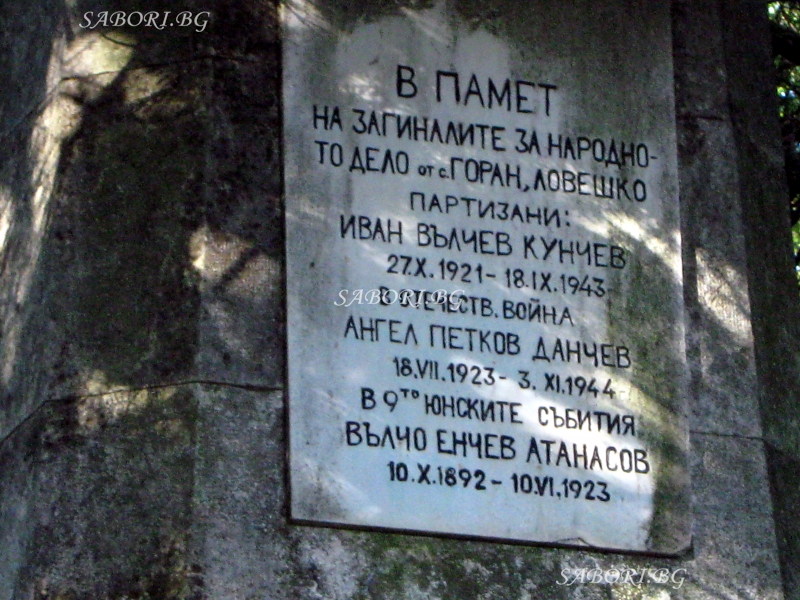 SABORI.BG
В ПАМЕТ
НА ЗАГИНАЛИТЕ ЗА НАРОДНО-
ТО ДЕЛО от с. ГОРАН, ЛОВЕШКО
ПАРТИЗАНИ:
ИВАН ВЪЛЧЕВ КУНЧЕВ
27.X.1921 - 18.IX.1943
SABORI.BG
В ОТЕЧЕСТВ. ВОЙНА
АНГЕЛ ПЕТКОВ ДАНЧЕВ
18.VII.1923 - 3.XI.1944
В 9ТО ЮНСКИТЕ СЪБИТИЯ
ВЪЛЧО ЕНЧЕВ АТАНАСОВ
10.X.1892 - 10.VI.1923
SABORI.BG